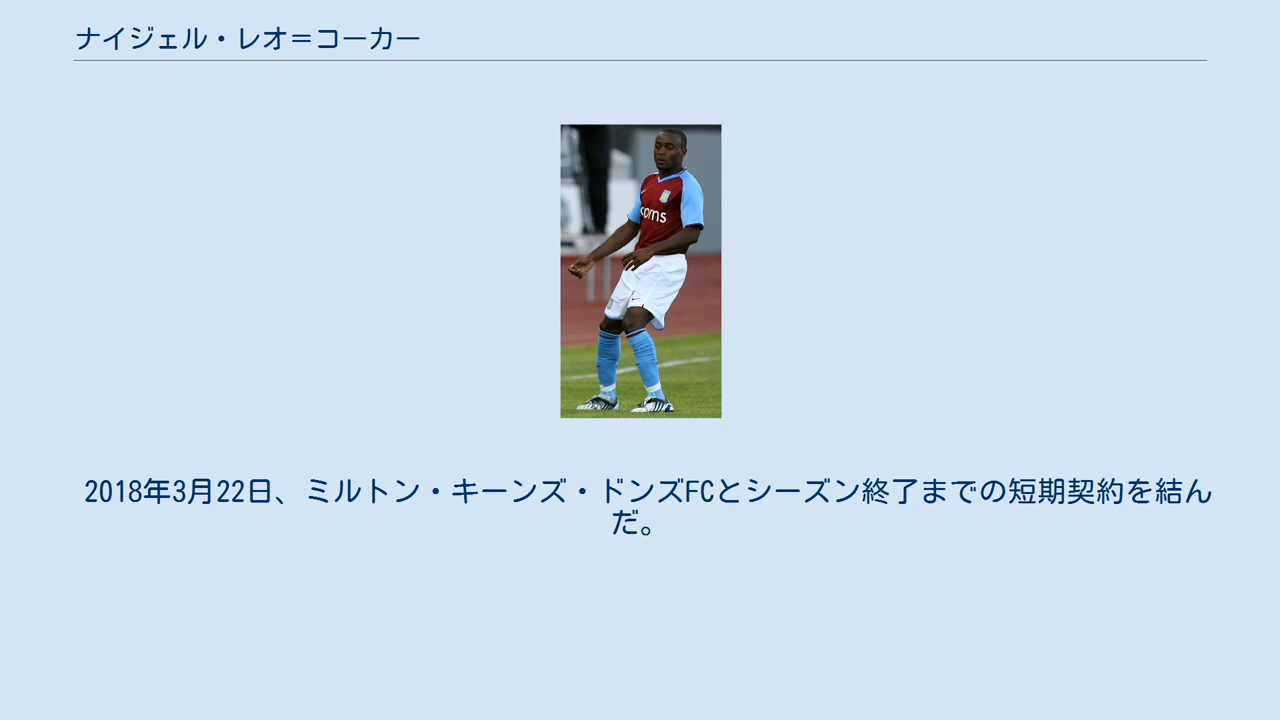 ナイジェル・レオ＝コーカー
coms
2018年3月22日、ミルトン・キーンズ・ドンズFCとシーズン終了までの短期契約を結ん
だ。